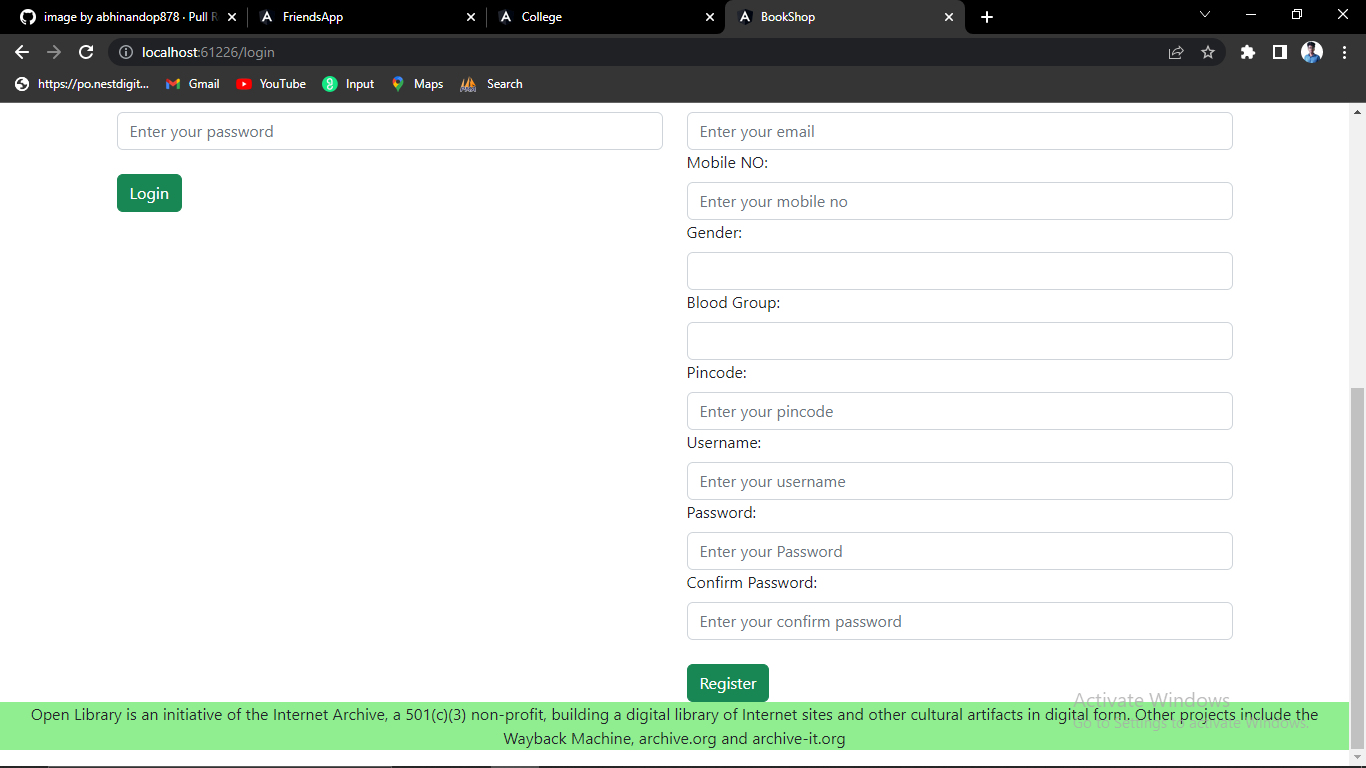 image by abhinandop878 · Pull R
FriendsApp
College
BookShop
localhost:61226/login
https://po.nestdigit...
Gmail
YouTube
Input
Maps
Search
Enter your password
Login
Enter your email
Mobile NO:
Enter your mobile no
Gender:
Blood Group:
Pincode:
Enter your pincode
Username:
Enter your username
Password:
Enter your Password
Confirm Password:
Enter your confirm password
Register
Activate Windows
Go to Settings to activate Windows.
Open Library is an initiative of the Internet Archive, a 501(c)(3) non-profit, building a digital library of Internet sites and other cultural artifacts in digital form. Other projects include the
Wayback Machine, archive.org and archive-it.org